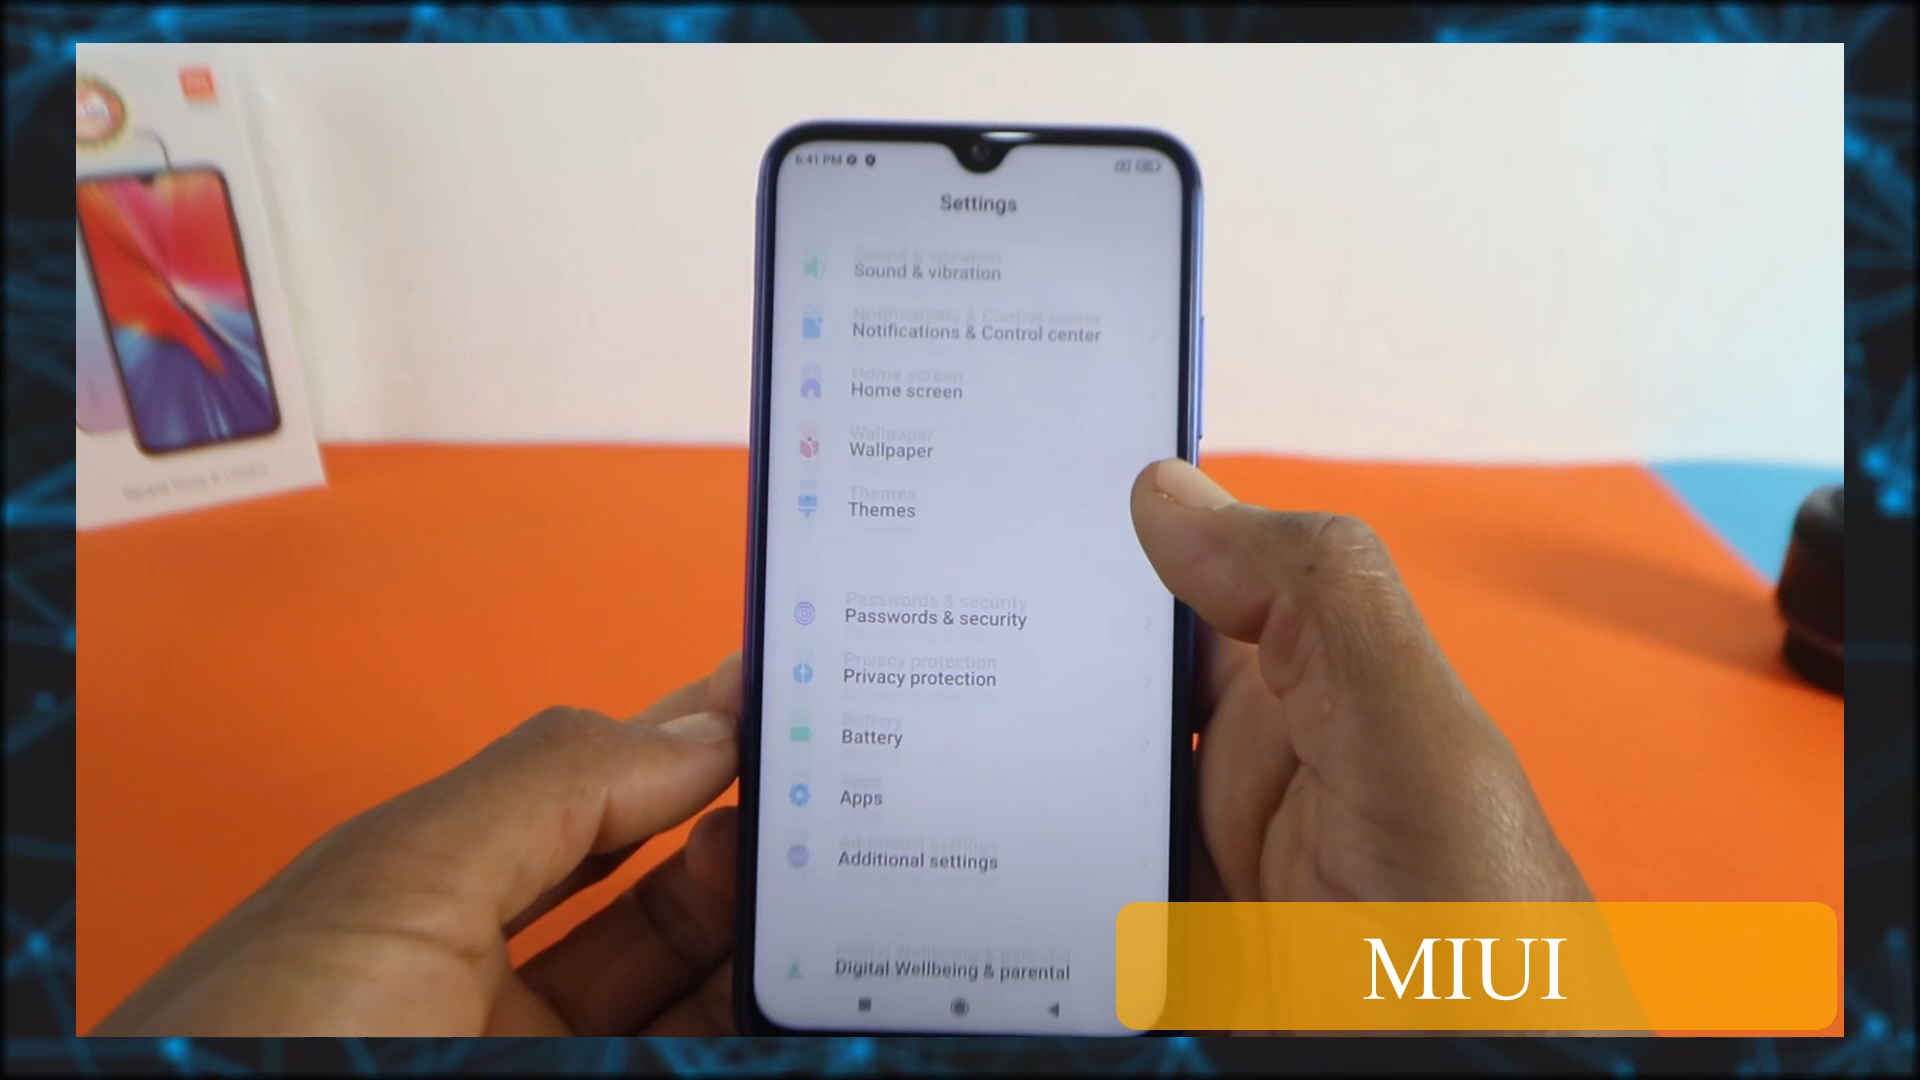 6:41 PM
Settings
Sound & vibration
Notifications & Control center
Home screen
Wallpaper
Themes
Passwords & security
Privacy protection
Battery
Apps
Additional settings
Digital Wellbeing & parental
MIUI